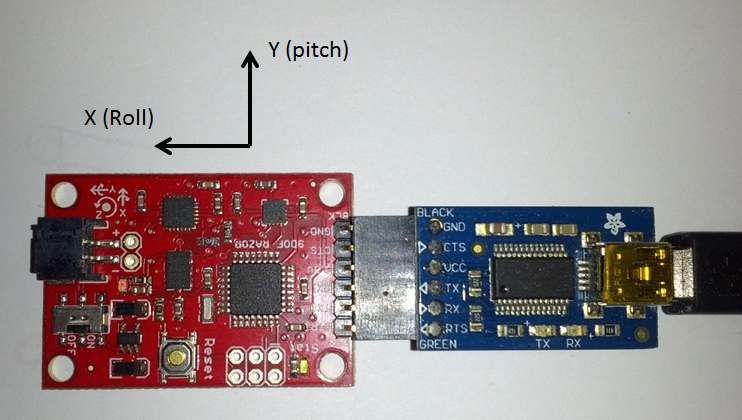 Y (pitch)
X (Roll)
Y
Z
X
+
-
9DOF RAZOR
BLK
GND
CTS
Stat
Reset
ON
OFF
BLACK
GND
CTS
VCC
TX
RX
RTS
GREEN
TX RX